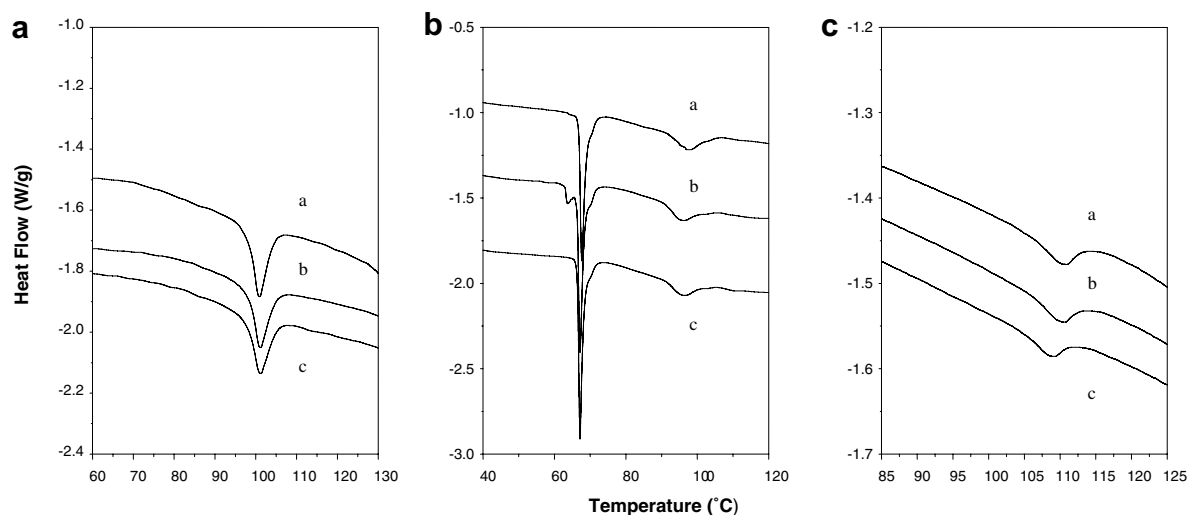 a
b
c
Heat Flow (W/g)
-1.0
-1.2
-1.4
-1.6
-1.8
-2.0
-2.2
-2.4
a
b
c
60 70 80 90 100 110 120 130
-0.5
-1.0
-1.5
-2.0
-2.5
-3.0
a
b
c
40 60 80 100 120
-1.2
-1.3
-1.4
-1.5
-1.6
-1.7
a
b
c
85 90 95 100 105 110 115 120 125
Temperature (˚C)